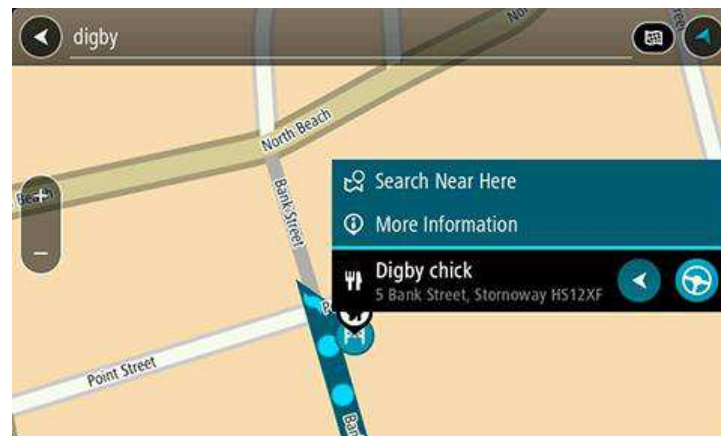 digby
North Beach
Bank Street
Search Near Here
More Information
Digby chick
5 Bank Street, Stornoway HS12XF
Point Street